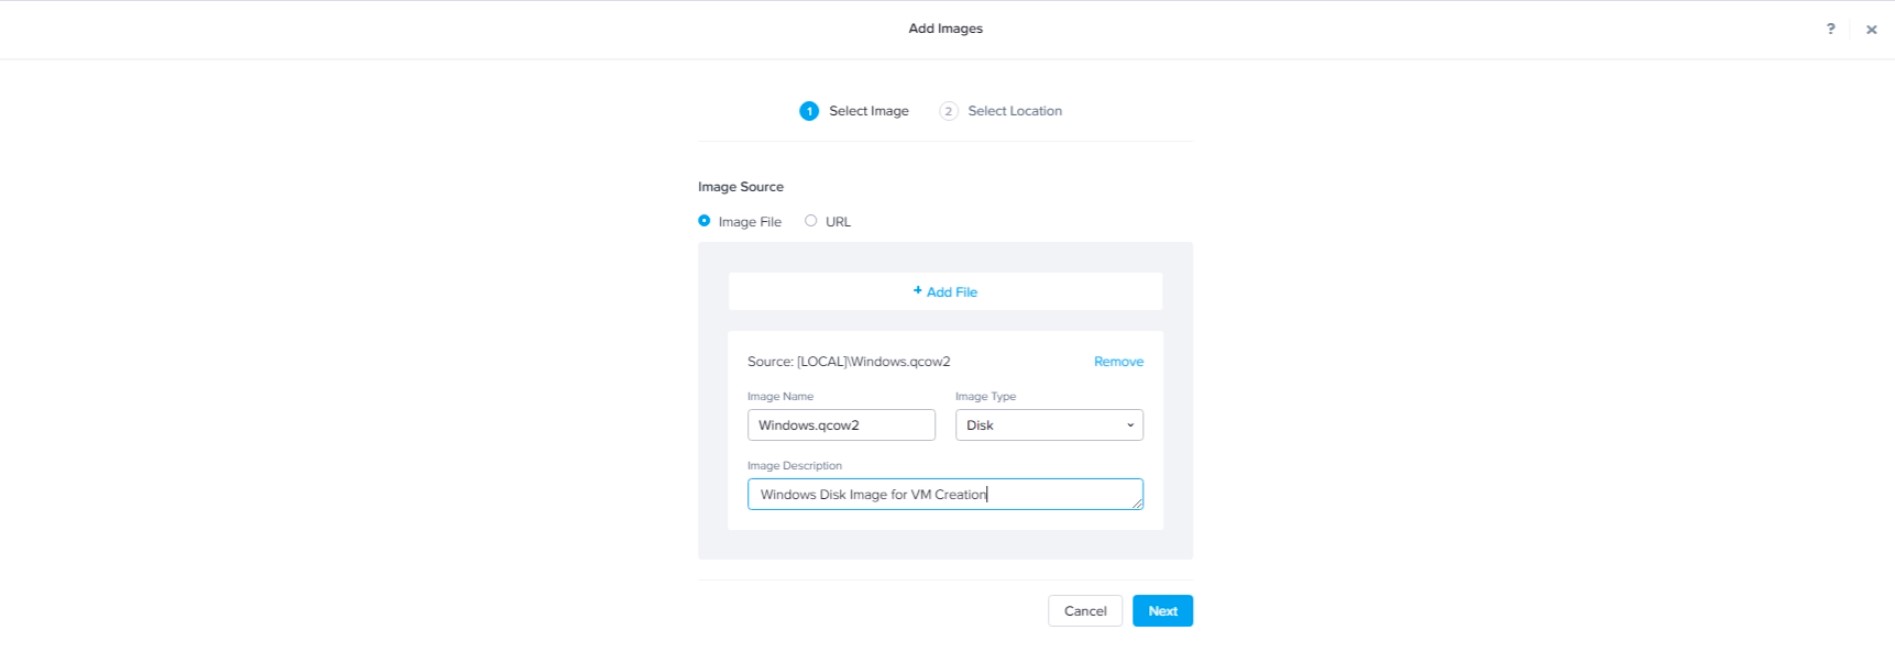 Add Images
? ×
1 Select Image 2 Select Location
Image Source
Image File URL
+ Add File
Source: [LOCAL]\Windows.qcow2 Remove
Image Name Image Type
Windows.qcow2 Disk
Image Description
Windows Disk Image for VM Creation
Cancel Next